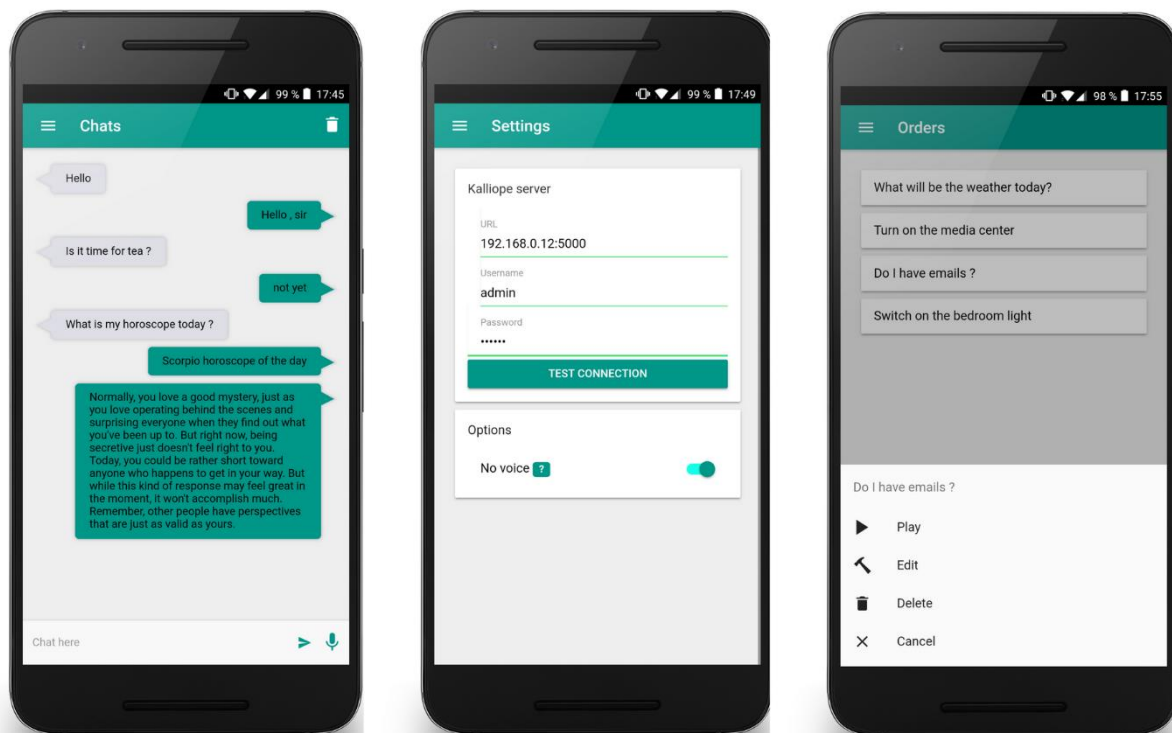 99 % 17:45
Chats
Hello
Hello , sir
Is it time for tea ?
not yet
What is my horoscope today ?
Scorpio horoscope of the day
Normally, you love a good mystery, just as
you love operating behind the scenes and
surprising everyone when they find out what
you've been up to. But right now, being
secretive just doesn't feel right to you.
Today, you could be rather short toward
anyone who happens to get in your way. But
while this kind of response may feel great in
the moment, it won't accomplish much.
Remember, other people have perspectives
that are just as valid as yours.
Chat here
99 % 17:49
Settings
Kalliope server
URL
192.168.0.12:5000
Username
admin
Password
••••••
TEST CONNECTION
Options
No voice ?
98 % 17:55
Orders
What will be the weather today?
Turn on the media center
Do I have emails ?
Switch on the bedroom light
Do I have emails ?
Play
Edit
Delete
Cancel